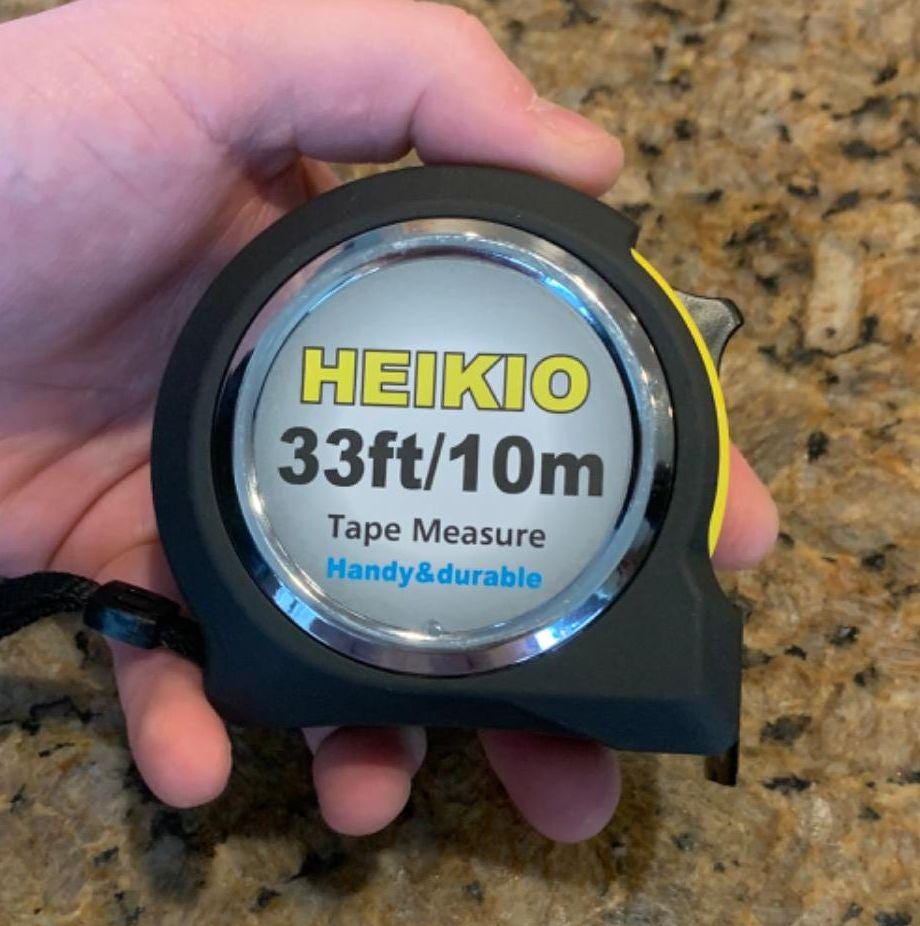 HEIKIO
33ft/10m
Tape Measure
Handy&durable